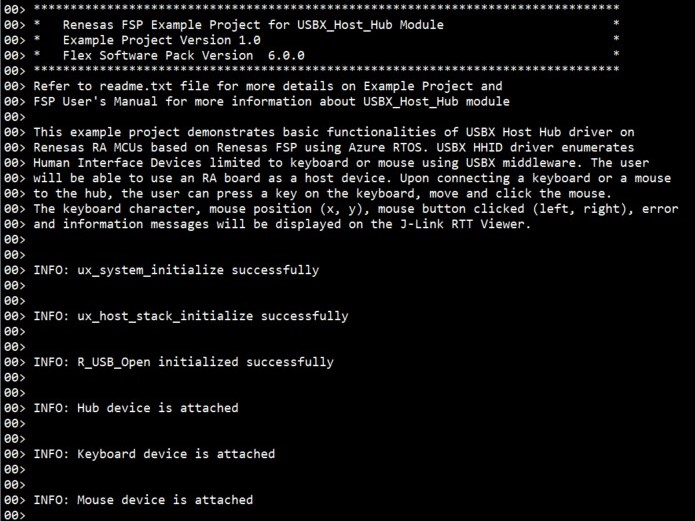 00> ********************************************************************************
00> *   Renesas FSP Example Project for USBX_Host_Hub Module                       *
00> *   Example Project Version 1.0                                                *
00> *   Flex Software Pack Version  6.0.0                                          *
00> ********************************************************************************
00> Refer to readme.txt file for more details on Example Project and
00> FSP User's Manual for more information about USBX_Host_Hub module
00>
00> This example project demonstrates basic functionalities of USBX Host Hub driver on
00> Renesas RA MCUs based on Renesas FSP using Azure RTOS. USBX HHID driver enumerates
00> Human Interface Devices limited to keyboard or mouse using USBX middleware. The user
00> will be able to use an RA board as a host device. Upon connecting a keyboard or a mouse
00> to the hub, the user can press a key on the keyboard, move and click the mouse.
00> The keyboard character, mouse position (x, y), mouse button clicked (left, right), error
00> and information messages will be displayed on the J-Link RTT Viewer.
00>
00>
00> INFO: ux_system_initialize successfully
00>
00>
00> INFO: ux_host_stack_initialize successfully
00>
00>
00> INFO: R_USB_Open initialized successfully
00>
00>
00> INFO: Hub device is attached
00>
00>
00> INFO: Keyboard device is attached
00>
00>
00> INFO: Mouse device is attached
00>